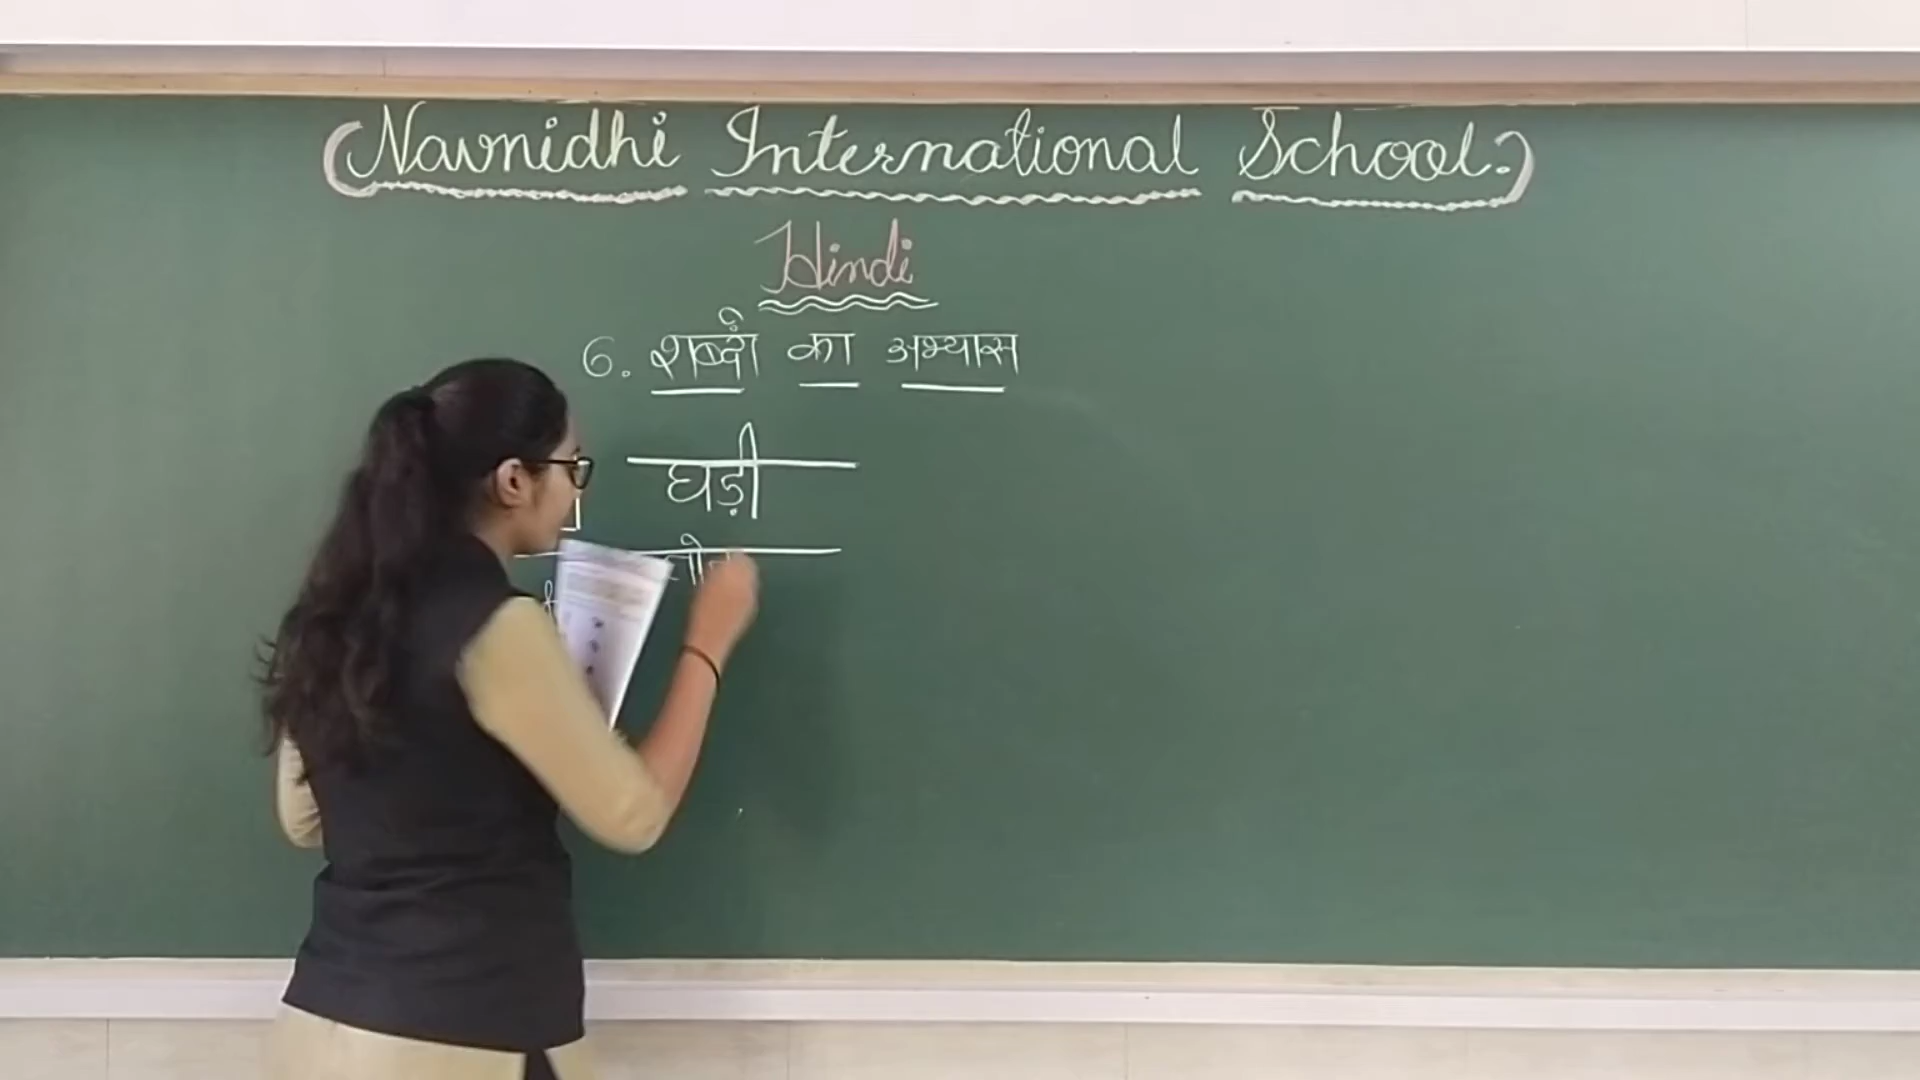 (Navnidhi International School.)
Hindi
6. शब्दों का अभ्यास
घड़ी